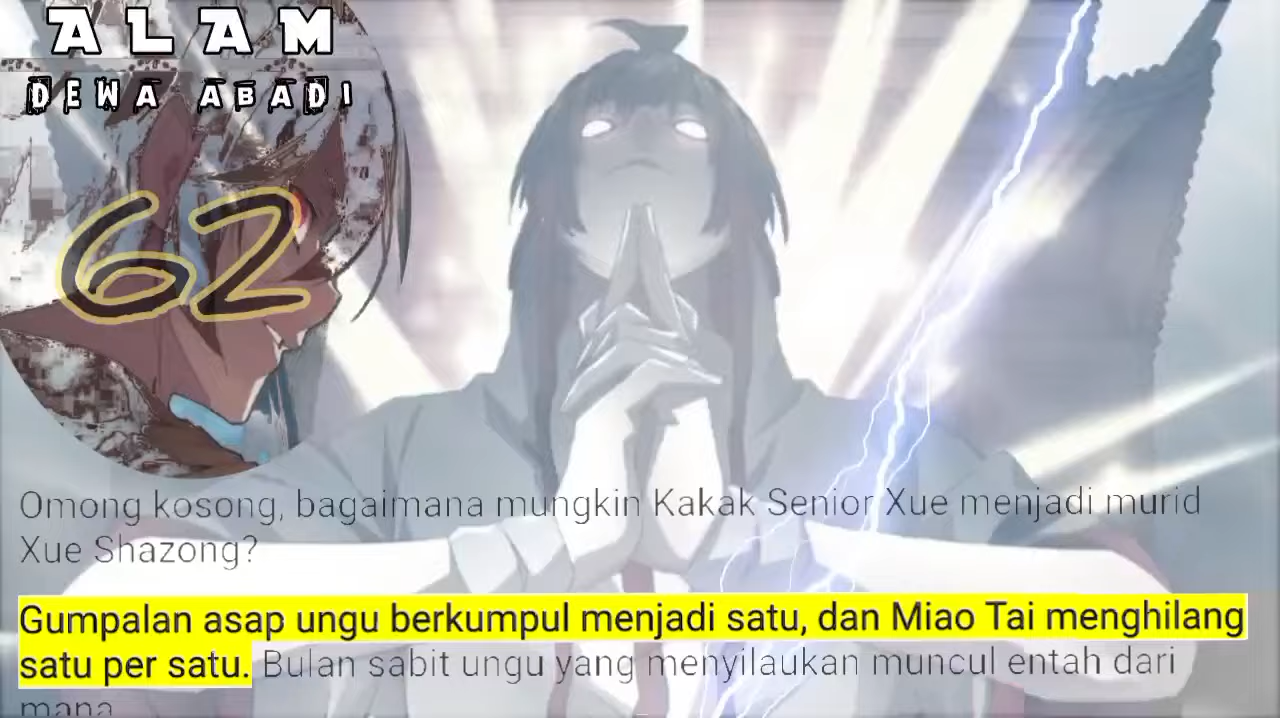 ALAM
DEWA ABADI
62
Omong kosong, bagaimana mungkin Kakak Senior Xue menjadi murid
Xue Shazong?
Gumpalan asap ungu berkumpul menjadi satu, dan Miao Tai menghilang
satu per satu. Bulan sabit ungu yang menyilaukan muncul entah dari
mana